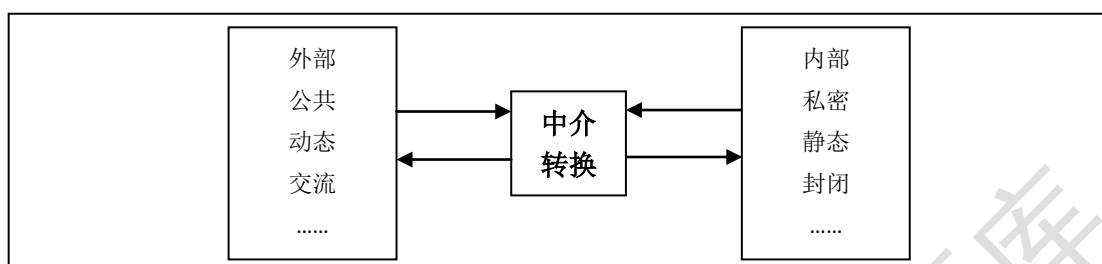 外部
公共
动态
交流
......
中介
转换
内部
私密
静态
封闭
......
库